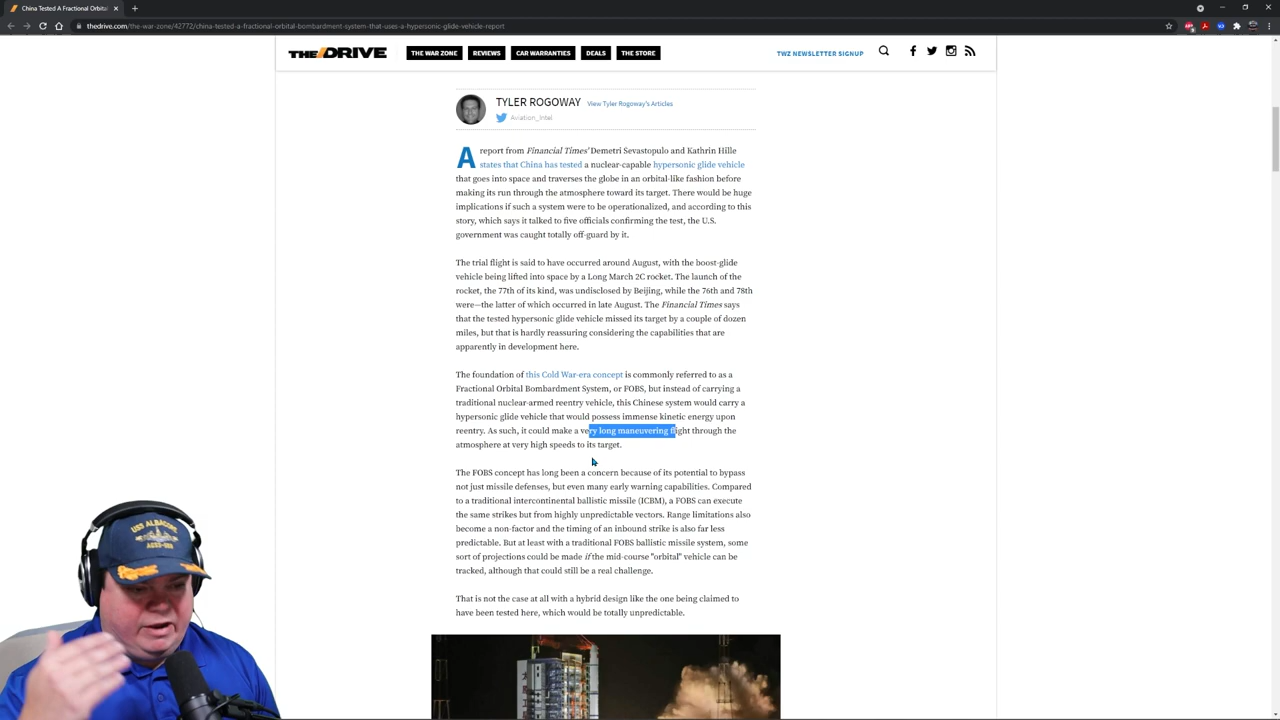 China Tested A Fractional Orbital
thedrive.com/the-war-zone/42772/china-tested-a-fractional-orbital-bombardment-system-that-uses-a-hypersonic-glide-vehicle-report
THE/DRIVE THE WAR ZONE REVIEWS CAR WARRANTIES DEALS THE STORE TWZ NEWSLETTER SIGNUP
TYLER ROGOWAY View Tyler Rogoway's Articles
Aviation_Intel
A report from Financial Times' Demetri Sevastopulo and Kathrin Hille
states that China has tested a nuclear-capable hypersonic glide vehicle
that goes into space and traverses the globe in an orbital-like fashion before
making its run through the atmosphere toward its target. There would be huge
implications if such a system were to be operationalized, and according to this
story, which says it talked to five officials confirming the test, the U.S.
government was caught totally off-guard by it.
The trial flight is said to have occurred around August, with the boost-glide
vehicle being lifted into space by a Long March 2C rocket. The launch of the
rocket, the 77th of its kind, was undisclosed by Beijing, while the 76th and 78th
were—the latter of which occurred in late August. The Financial Times says
that the tested hypersonic glide vehicle missed its target by a couple of dozen
miles, but that is hardly reassuring considering the capabilities that are
apparently in development here.
The foundation of this Cold War-era concept is commonly referred to as a
Fractional Orbital Bombardment System, or FOBS, but instead of carrying a
traditional nuclear-armed reentry vehicle, this Chinese system would carry a
hypersonic glide vehicle that would possess immense kinetic energy upon
reentry. As such, it could make a very long maneuvering flight through the
atmosphere at very high speeds to its target.
The FOBS concept has long been a concern because of its potential to bypass
not just missile defenses, but even many early warning capabilities. Compared
to a traditional intercontinental ballistic missile (ICBM), a FOBS can execute
the same strikes but from highly unpredictable vectors. Range limitations also
become a non-factor and the timing of an inbound strike is also far less
predictable. But at least with a traditional FOBS ballistic missile system, some
sort of projections could be made if the mid-course "orbital" vehicle can be
tracked, although that could still be a real challenge.
That is not the case at all with a hybrid design like the one being claimed to
have been tested here, which would be totally unpredictable.
USS ALBACORE